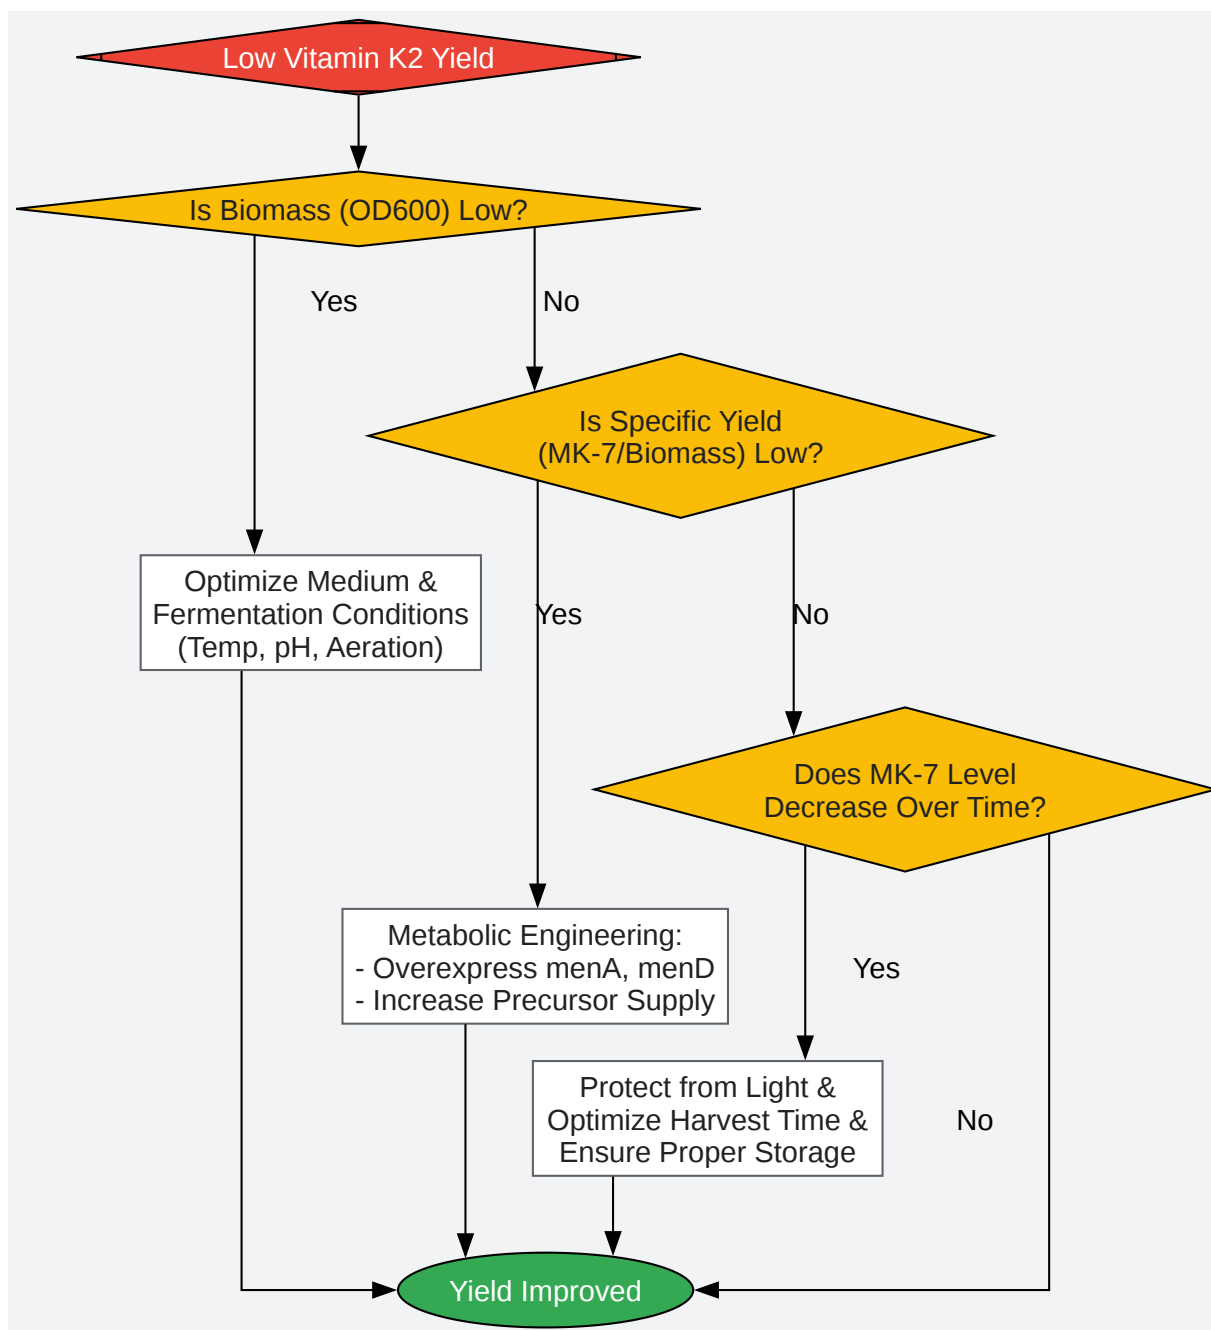 Low Vitamin K2 Yield
Is Biomass (OD600) Low?
Yes
No
Is Specific Yield
(MK-7/Biomass) Low?
Optimize Medium &
Fermentation Conditions
(Temp, pH, Aeration)
Yes
No
Does MK-7 Level
Decrease Over Time?
Metabolic Engineering:
- Overexpress menA, menD
- Increase Precursor Supply
Yes
Protect from Light &
Optimize Harvest Time &
Ensure Proper Storage
No
Yield Improved